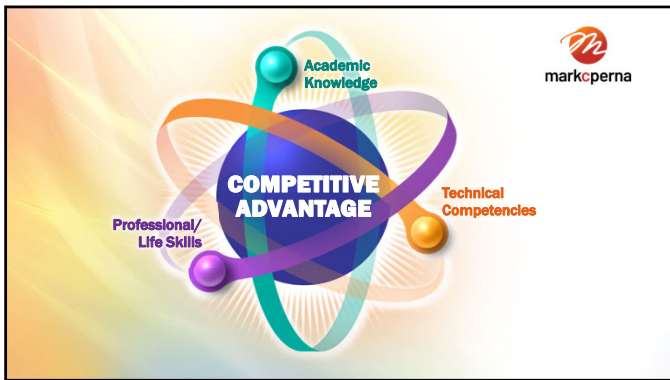 markcperna
Academic
Knowledge
COMPETITIVE
ADVANTAGE
Technical
Competencies
Professional/
Life Skills